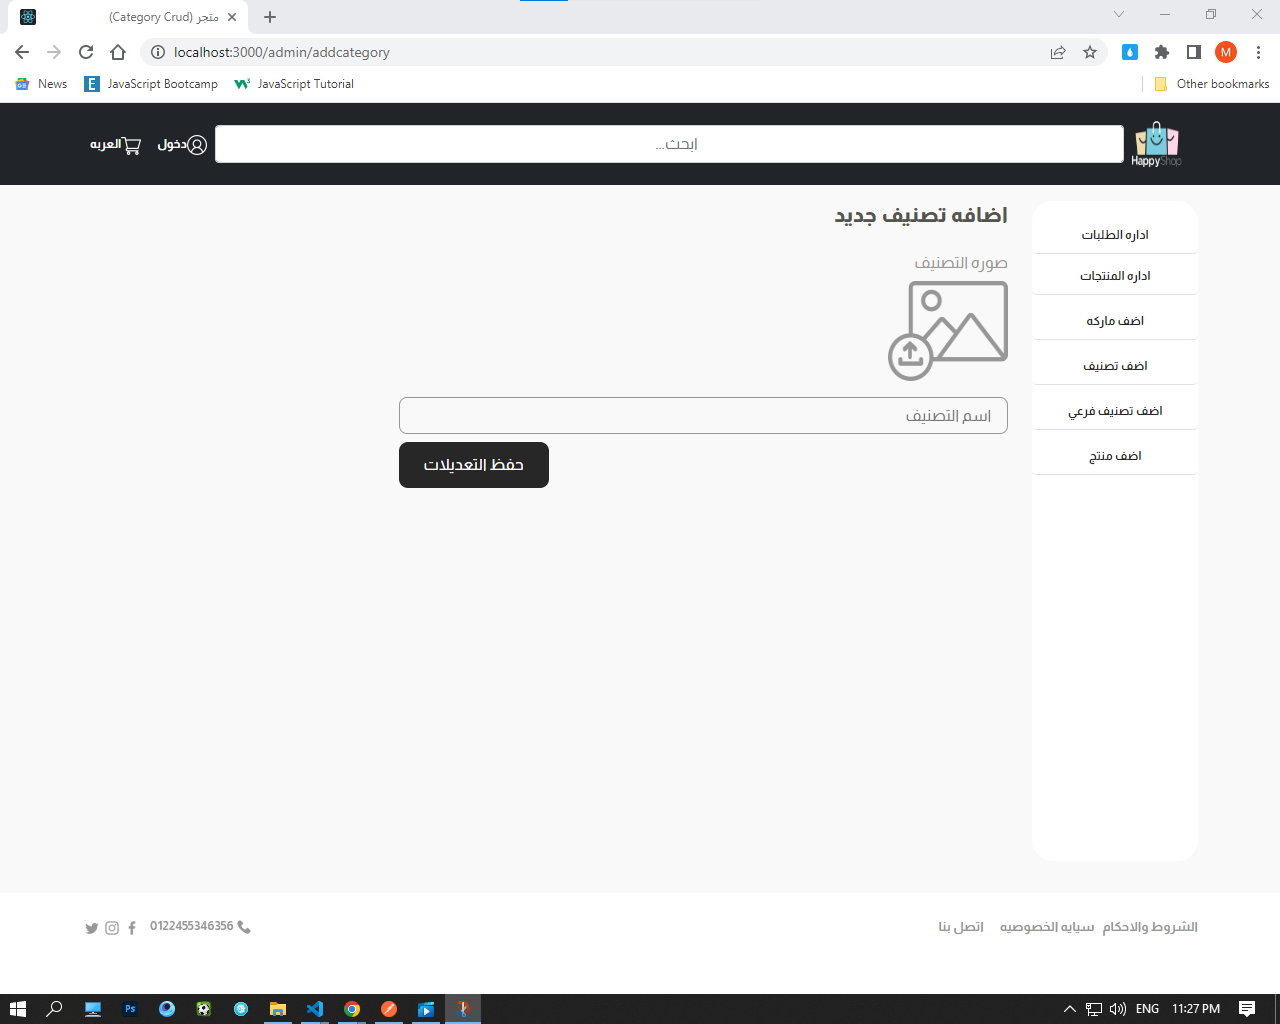 متجر (Category Crud)
localhost:3000/admin/addcategory
M
News
JavaScript Bootcamp
JavaScript Tutorial
Other bookmarks
HappyShop
ابحث...
دخول
العربه
اداره الطلبات
اداره المنتجات
اضف ماركه
اضف تصنيف
اضف تصنيف فرعي
اضف منتج
اضافه تصنيف جديد
صوره التصنيف
اسم التصنيف
حفظ التعديلات
الشروط والاحكام
سيايه الخصوصيه
اتصل بنا
0122455346356
Ps
ENG
11:27 PM